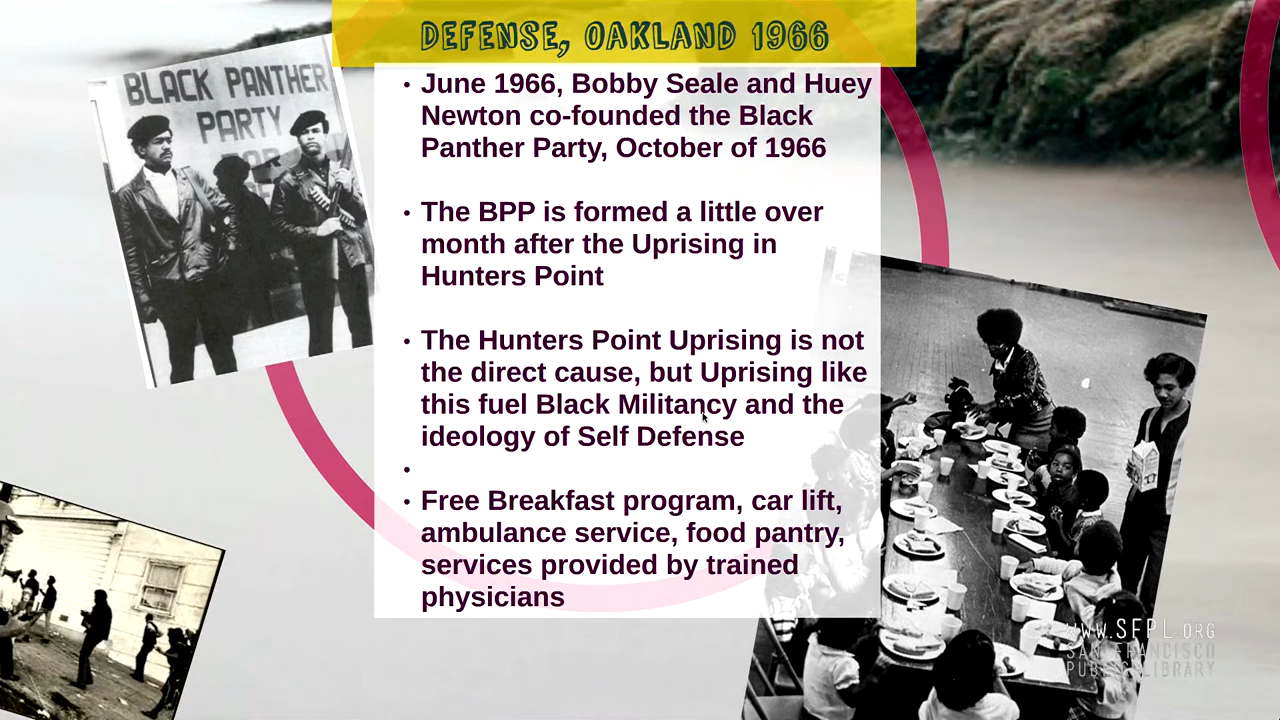 DEFENSE, OAKLAND 1966
BLACK PANTHER
PARTY
• June 1966, Bobby Seale and Huey
Newton co-founded the Black
Panther Party, October of 1966
• The BPP is formed a little over
month after the Uprising in
Hunters Point
• The Hunters Point Uprising is not
the direct cause, but Uprising like
this fuel Black Militancy and the
ideology of Self Defense
•
• Free Breakfast program, car lift,
ambulance service, food pantry,
services provided by trained
physicians
WWW.SFPL.ORG
SAN FRANCISCO
PUBLIC LIBRARY